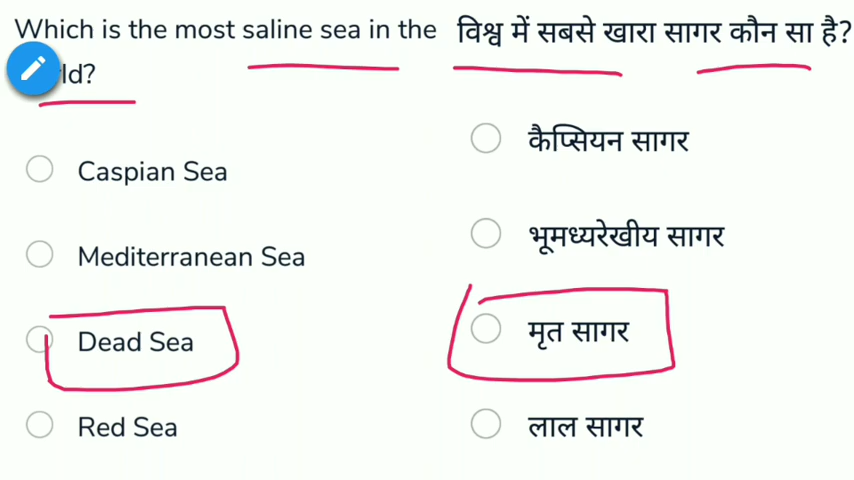 Which is the most saline sea in the
ld?
Caspian Sea
Mediterranean Sea
Dead Sea
Red Sea
विश्व में सबसे खारा सागर कौन सा है?
कैप्सियन सागर
भूमध्यरेखीय सागर
मृत सागर
लाल सागर